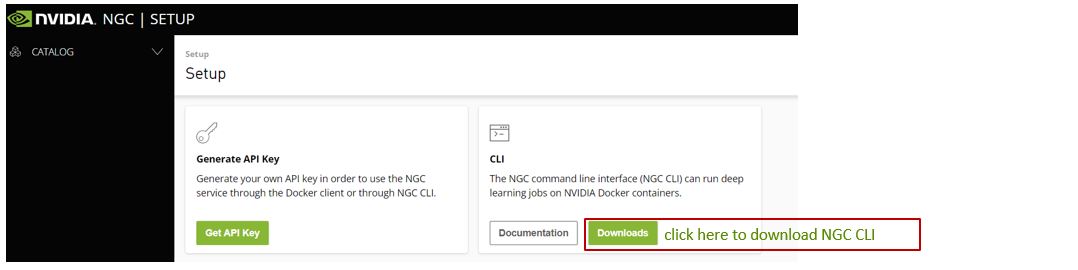 NVIDIA. NGC | SETUP
CATALOG
Setup
Setup
Generate API Key
Generate your own API key in order to use the NGC
service through the Docker client or through NGC CLI.
Get API Key
CLI
The NGC command line interface (NGC CLI) can run deep
learning jobs on NVIDIA Docker containers.
Documentation
Downloads
click here to download NGC CLI